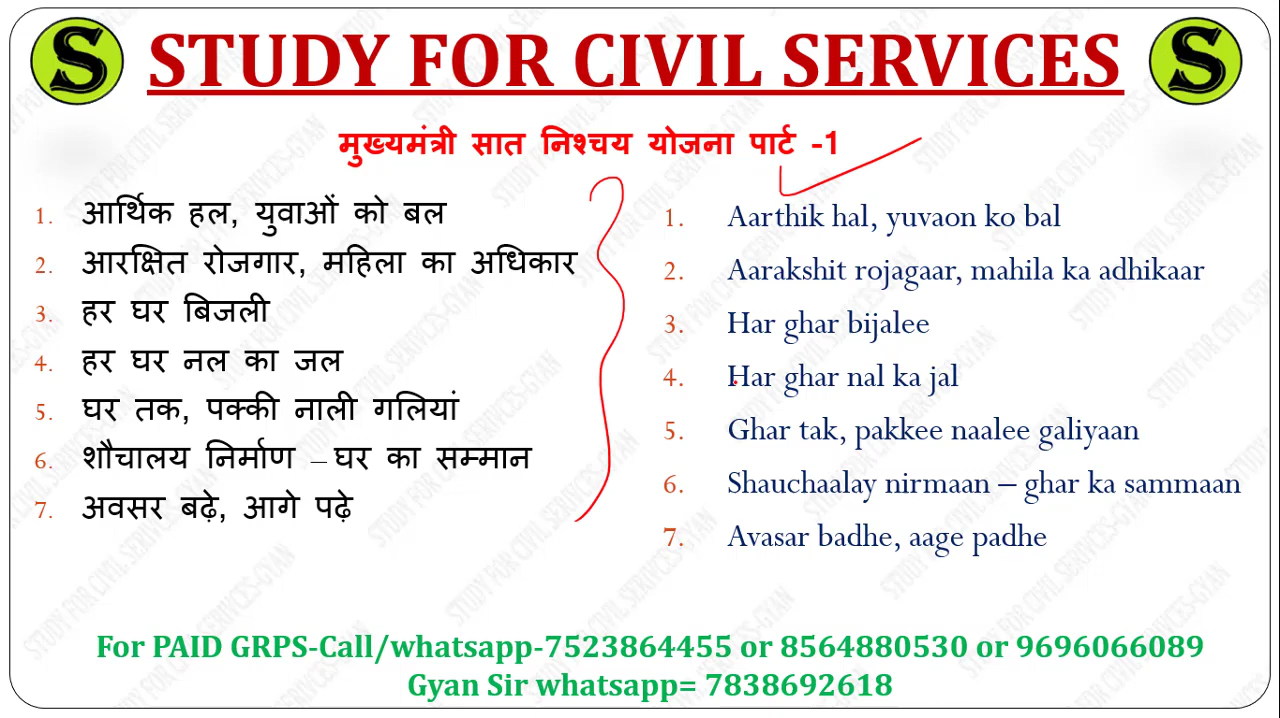 STUDY FOR CIVIL SERVICES
मुख्यमंत्री सात निश्चय योजना पार्ट -1
1. आर्थिक हल, युवाओं को बल
2. आरक्षित रोजगार, महिला का अधिकार
3. हर घर बिजली
4. हर घर नल का जल
5. घर तक, पक्की नाली गलियां
6. शौचालय निर्माण – घर का सम्मान
7. अवसर बढ़े, आगे पढ़े
1. Aarthik hal, yuvaon ko bal
2. Aarakshit rojagaar, mahila ka adhikaar
3. Har ghar bijalee
4. Har ghar nal ka jal
5. Ghar tak, pakkee naalee galiyaan
6. Shauchaalay nirmaan – ghar ka sammaan
7. Avasar badhe, aage padhe
For PAID GRPS-Call/whatsapp-7523864455 or 8564880530 or 9696066089
Gyan Sir whatsapp= 7838692618